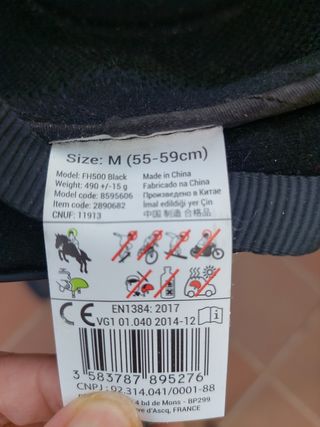 Size: M (55-59cm)
Model: FH500 Black
Weight: 490 +/-15 g
Model code: 8595606
Item code: 2890682
CNUF: 11913
Made in China
Fabricado na China
Произведено в Китае
İmal edildiği yer Çin
中国 制造 合格品
CE
EN1384: 2017
VG1 01.040 2014-12
3 583787 895276
CNPJ: 02.314.041/0001-88
4 bd de Mons - BP299
d'Ascq, FRANCE